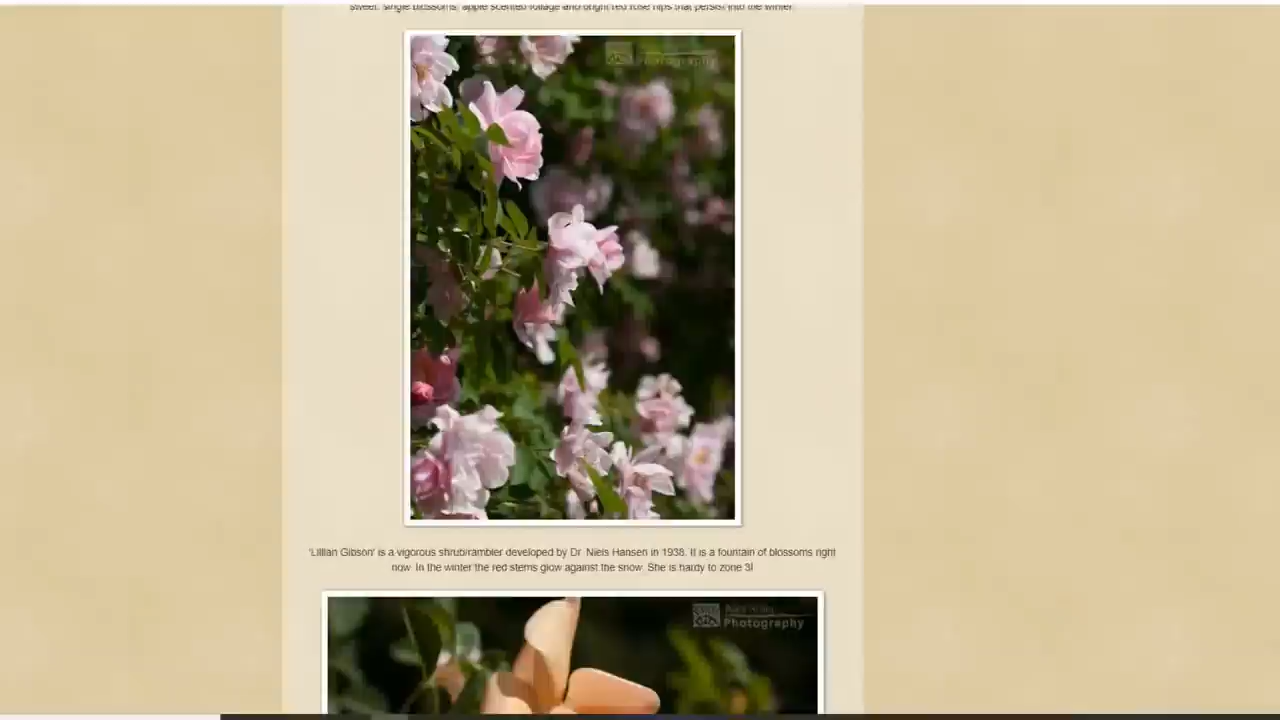 sweet, single blossoms, apple scented foliage and bright red rose hips that persist into the winter.
Photography
'Lillian Gibson' is a vigorous shrub/rambler developed by Dr. Niels Hansen in 1938. It is a fountain of blossoms right
now. In the winter the red stems glow against the snow. She is hardy to zone 3!
Photography